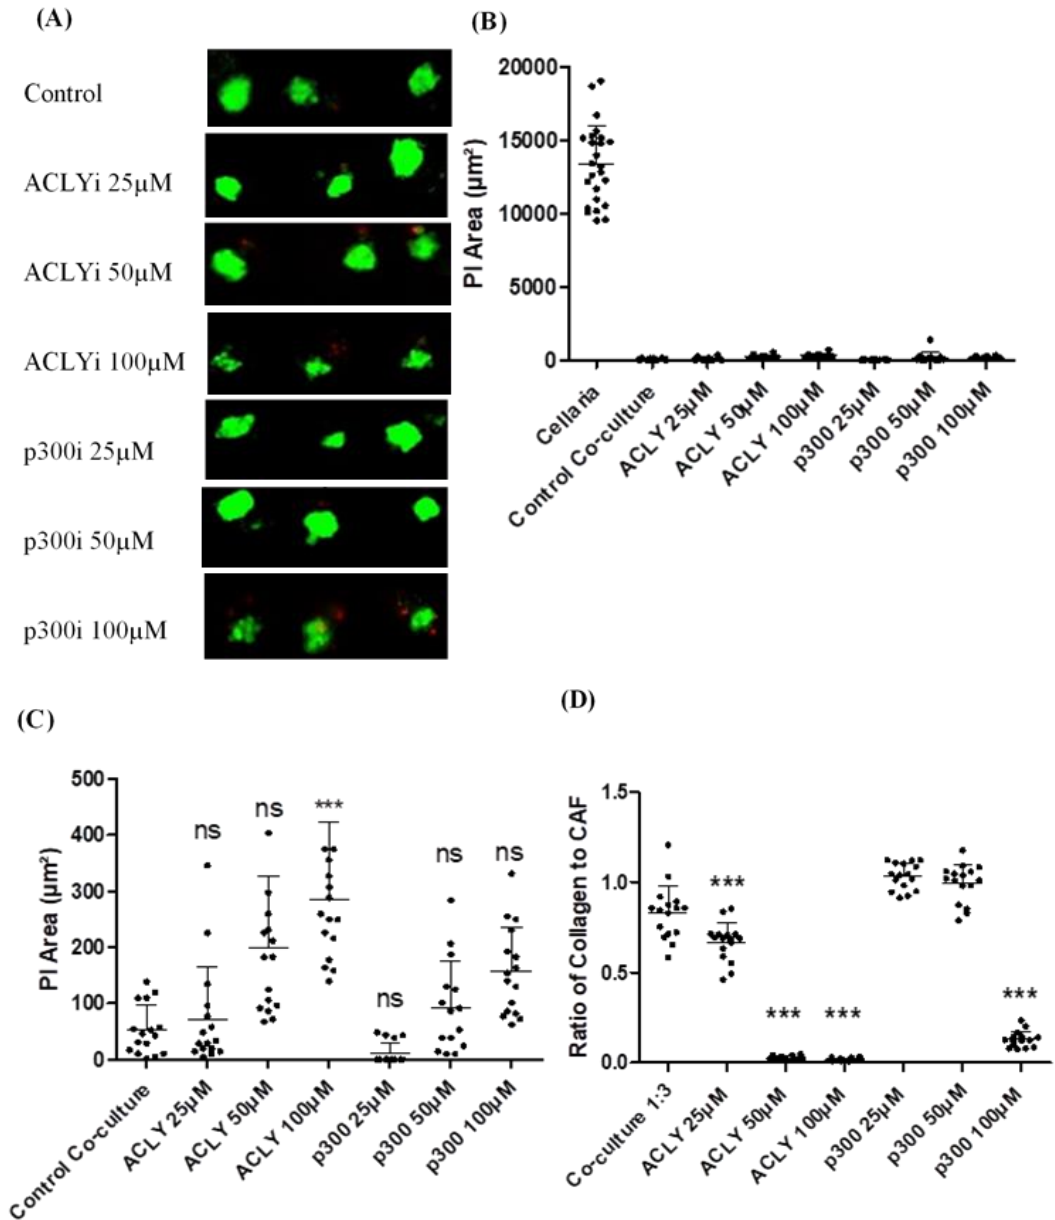 (A)
Control
ACLYi 25µM
ACLYi 50µM
ACLYi 100µM
p300i 25µM
p300i 50µM
p300i 100µM
(B)
PI Area (µm²)
20000
15000
10000
5000
0
Cellaria
Control Co-culture
ACLY 25µM
ACLY 50µM
ACLY 100µM
p300 25µM
p300 50µM
p300 100µM
(C)
PI Area (µm²)
500
400
300
200
100
0
ns
ns
***
ns
ns
ns
Control Co-culture
ACLY 25µM
ACLY 50µM
ACLY 100µM
p300 25µM
p300 50µM
p300 100µM
(D)
Ratio of Collagen to CAF
1.5
1.0
0.5
0.0
***
***
***
***
Co-culture 1:3
ACLY 25µM
ACLY 50µM
ACLY 100µM
p300 25µM
p300 50µM
p300 100µM